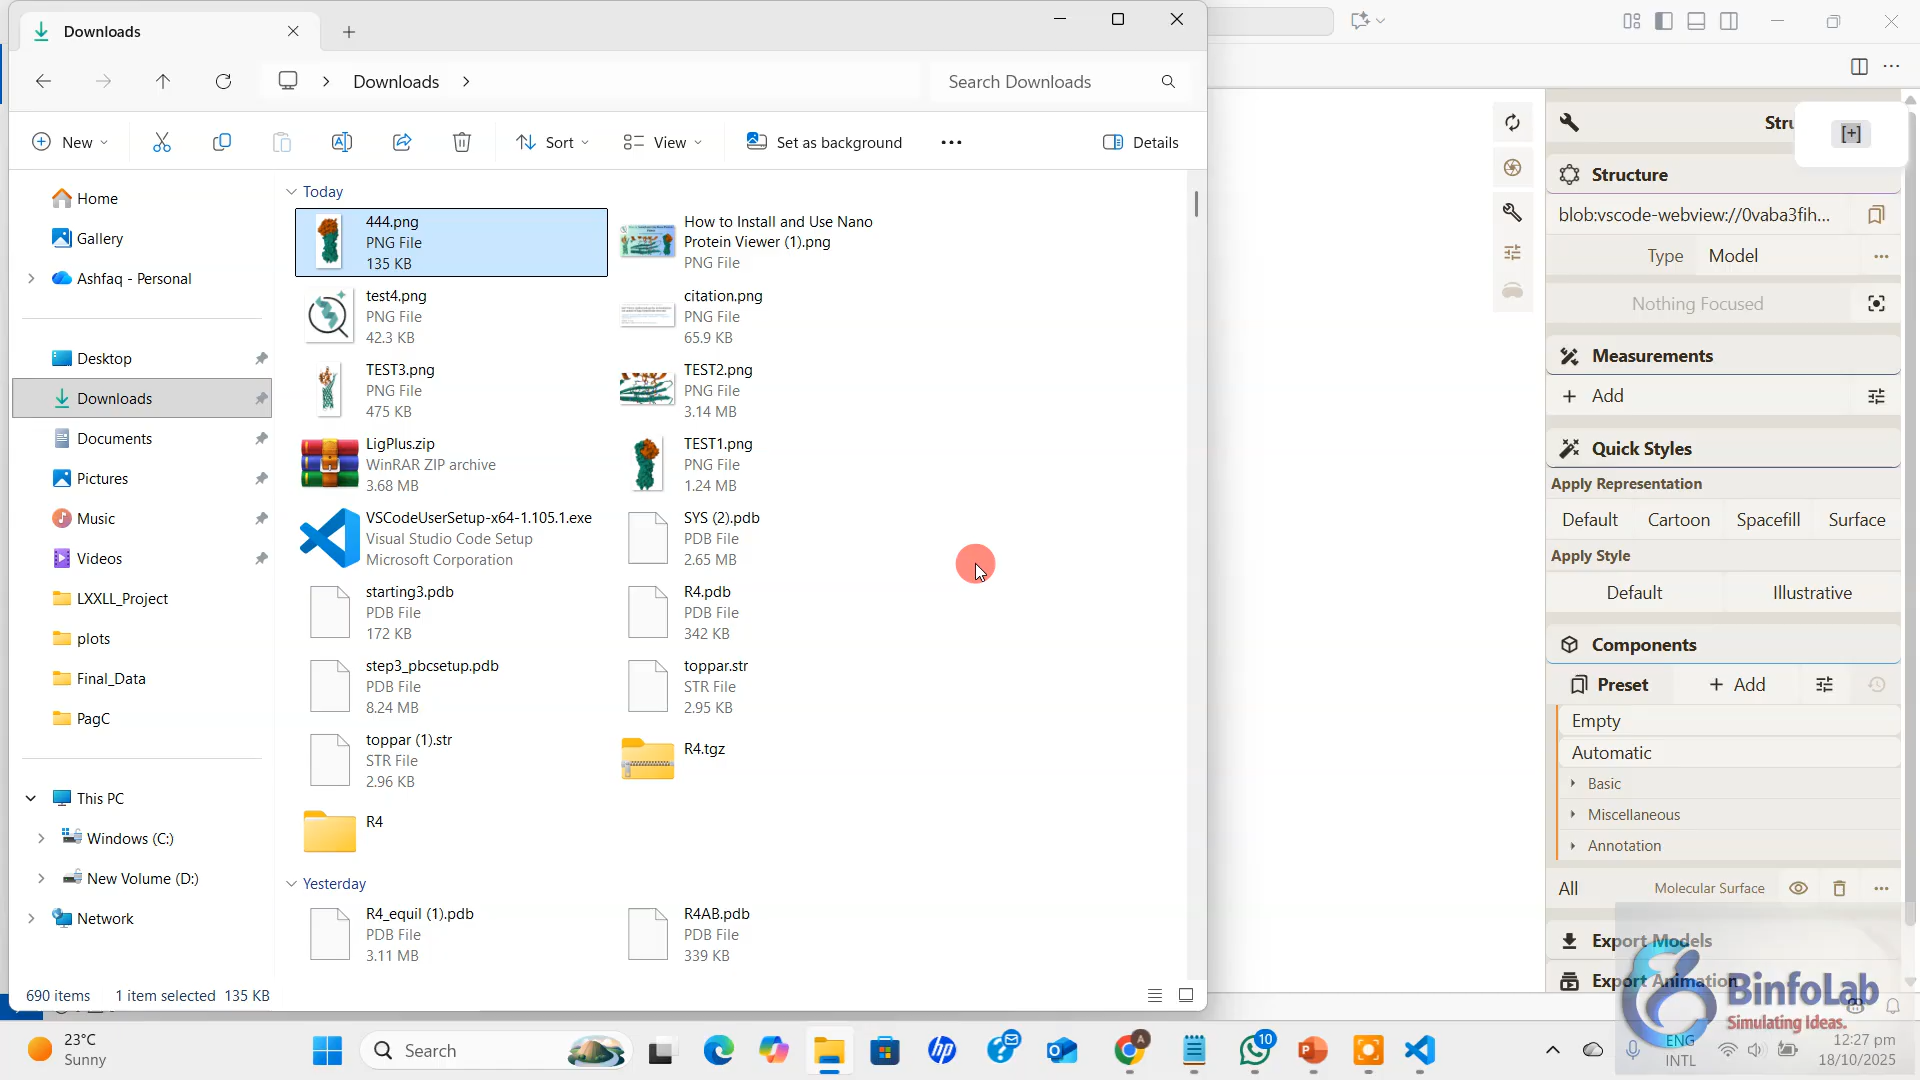 Downloads
Downloads
Search Downloads
New
Sort
View
Set as background
Details
Home
Gallery
Ashfaq - Personal
Desktop
Downloads
Documents
Pictures
Music
Videos
LXXLL_Project
plots
Final_Data
PagC
This PC
Windows (C:)
New Volume (D:)
Network
Today
444.png
PNG File
135 KB
How to Install and Use Nano
Protein Viewer (1).png
PNG File
test4.png
PNG File
42.3 KB
citation.png
PNG File
65.9 KB
TEST3.png
PNG File
475 KB
TEST2.png
PNG File
3.14 MB
LigPlus.zip
WinRAR ZIP archive
3.68 MB
TEST1.png
PNG File
1.24 MB
VSCodeUserSetup-x64-1.105.1.exe
Visual Studio Code Setup
Microsoft Corporation
SYS (2).pdb
PDB File
2.65 MB
starting3.pdb
PDB File
172 KB
R4.pdb
PDB File
342 KB
step3_pbcsetup.pdb
PDB File
8.24 MB
toppar.str
STR File
2.95 KB
toppar (1).str
STR File
2.96 KB
R4.tgz
R4
Yesterday
R4_equil (1).pdb
PDB File
3.11 MB
R4AB.pdb
PDB File
339 KB
690 items
1 item selected 135 KB
Stru
[+]
Structure
blob:vscode-webview://0vaba3fih...
Type
Model
Nothing Focused
Measurements
Add
Quick Styles
Apply Representation
Default
Cartoon
Spacefill
Surface
Apply Style
Default
Illustrative
Components
Preset
Add
Empty
Automatic
Basic
Miscellaneous
Annotation
All
Molecular Surface
Export Models
Export Animation
BinfoLab
Simulating Ideas.
23°C
Sunny
Search
hp
A
10
ENG
INTL
12:27 pm
18/10/2025